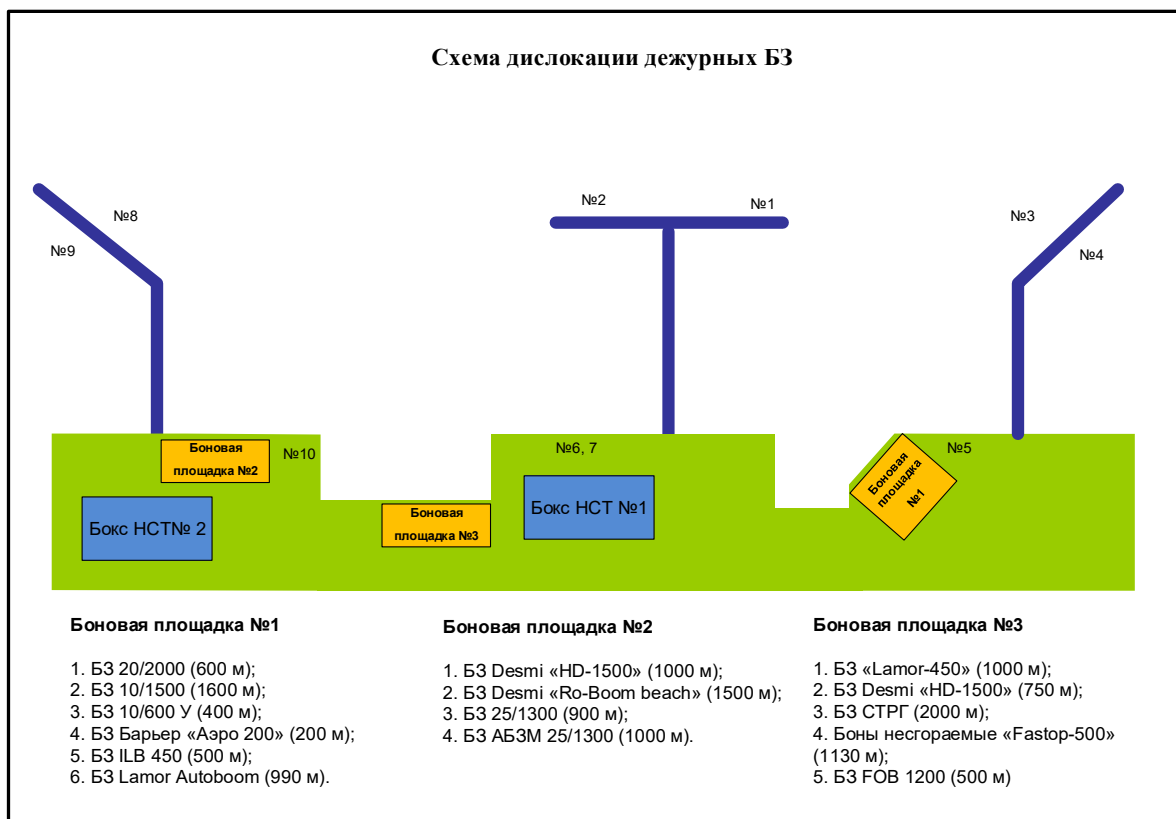 Схема дислокации дежурных БЗ
№8
№9
№2
№1
№3
№4
Боновая
площадка №2
№10
Бокс НСТ№ 2
Боновая
площадка №3
№6, 7
Бокс НСТ №1
Боновая
площадка
№1
№5
Боновая площадка №1
1. БЗ 20/2000 (600 м);
2. БЗ 10/1500 (1600 м);
3. БЗ 10/600 У (400 м);
4. БЗ Барьер «Аэро 200» (200 м);
5. БЗ ILB 450 (500 м);
6. БЗ Lamor Autoboom (990 м).
Боновая площадка №2
1. БЗ Desmi «HD-1500» (1000 м);
2. БЗ Desmi «Ro-Boom beach» (1500 м);
3. БЗ 25/1300 (900 м);
4. БЗ АБЗМ 25/1300 (1000 м).
Боновая площадка №3
1. БЗ «Lamor-450» (1000 м);
2. БЗ Desmi «HD-1500» (750 м);
3. БЗ СТРГ (2000 м);
4. Боны несгораемые «Fastop-500»
(1130 м);
5. БЗ FOB 1200 (500 м)